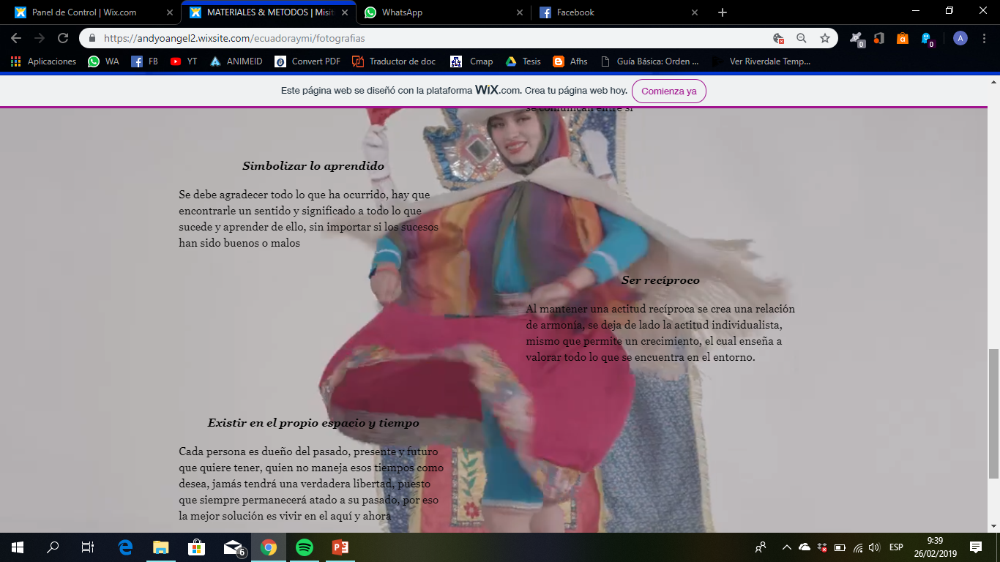 Panel de Control | Wix.com
MATERIALES & METODOS | Misit
WhatsApp
Facebook
https://andyoangel2.wixsite.com/ecuadoraymi/fotografias
0
0
A
Aplicaciones
WA
FB
YT
ANIMEID
Convert PDF
Traductor de doc
Cmap
Tesis
Afhs
Guía Básica: Orden ...
Ver Riverdale Temp...
Este página web se diseñó con la plataforma WiX.com. Crea tu página web hoy.
Comienza ya
se comunican entre sí
Simbolizar lo aprendido
Se debe agradecer todo lo que ha ocurrido, hay que
encontrarle un sentido y significado a todo lo que
sucede y aprender de ello, sin importar si los sucesos
han sido buenos o malos
Ser recíproco
Al mantener una actitud recíproca se crea una relación
de armonía, se deja de lado la actitud individualista,
mismo que permite un crecimiento, el cual enseña a
valorar todo lo que se encuentra en el entorno.
Existir en el propio espacio y tiempo
Cada persona es dueño del pasado, presente y futuro
que quiere tener, quien no maneja esos tiempos como
desea, jamás tendrá una verdadera libertad, puesto
que siempre permanecerá atado a su pasado, por eso
la mejor solución es vivir en el aquí y ahora
6
ESP
9:39
26/02/2019